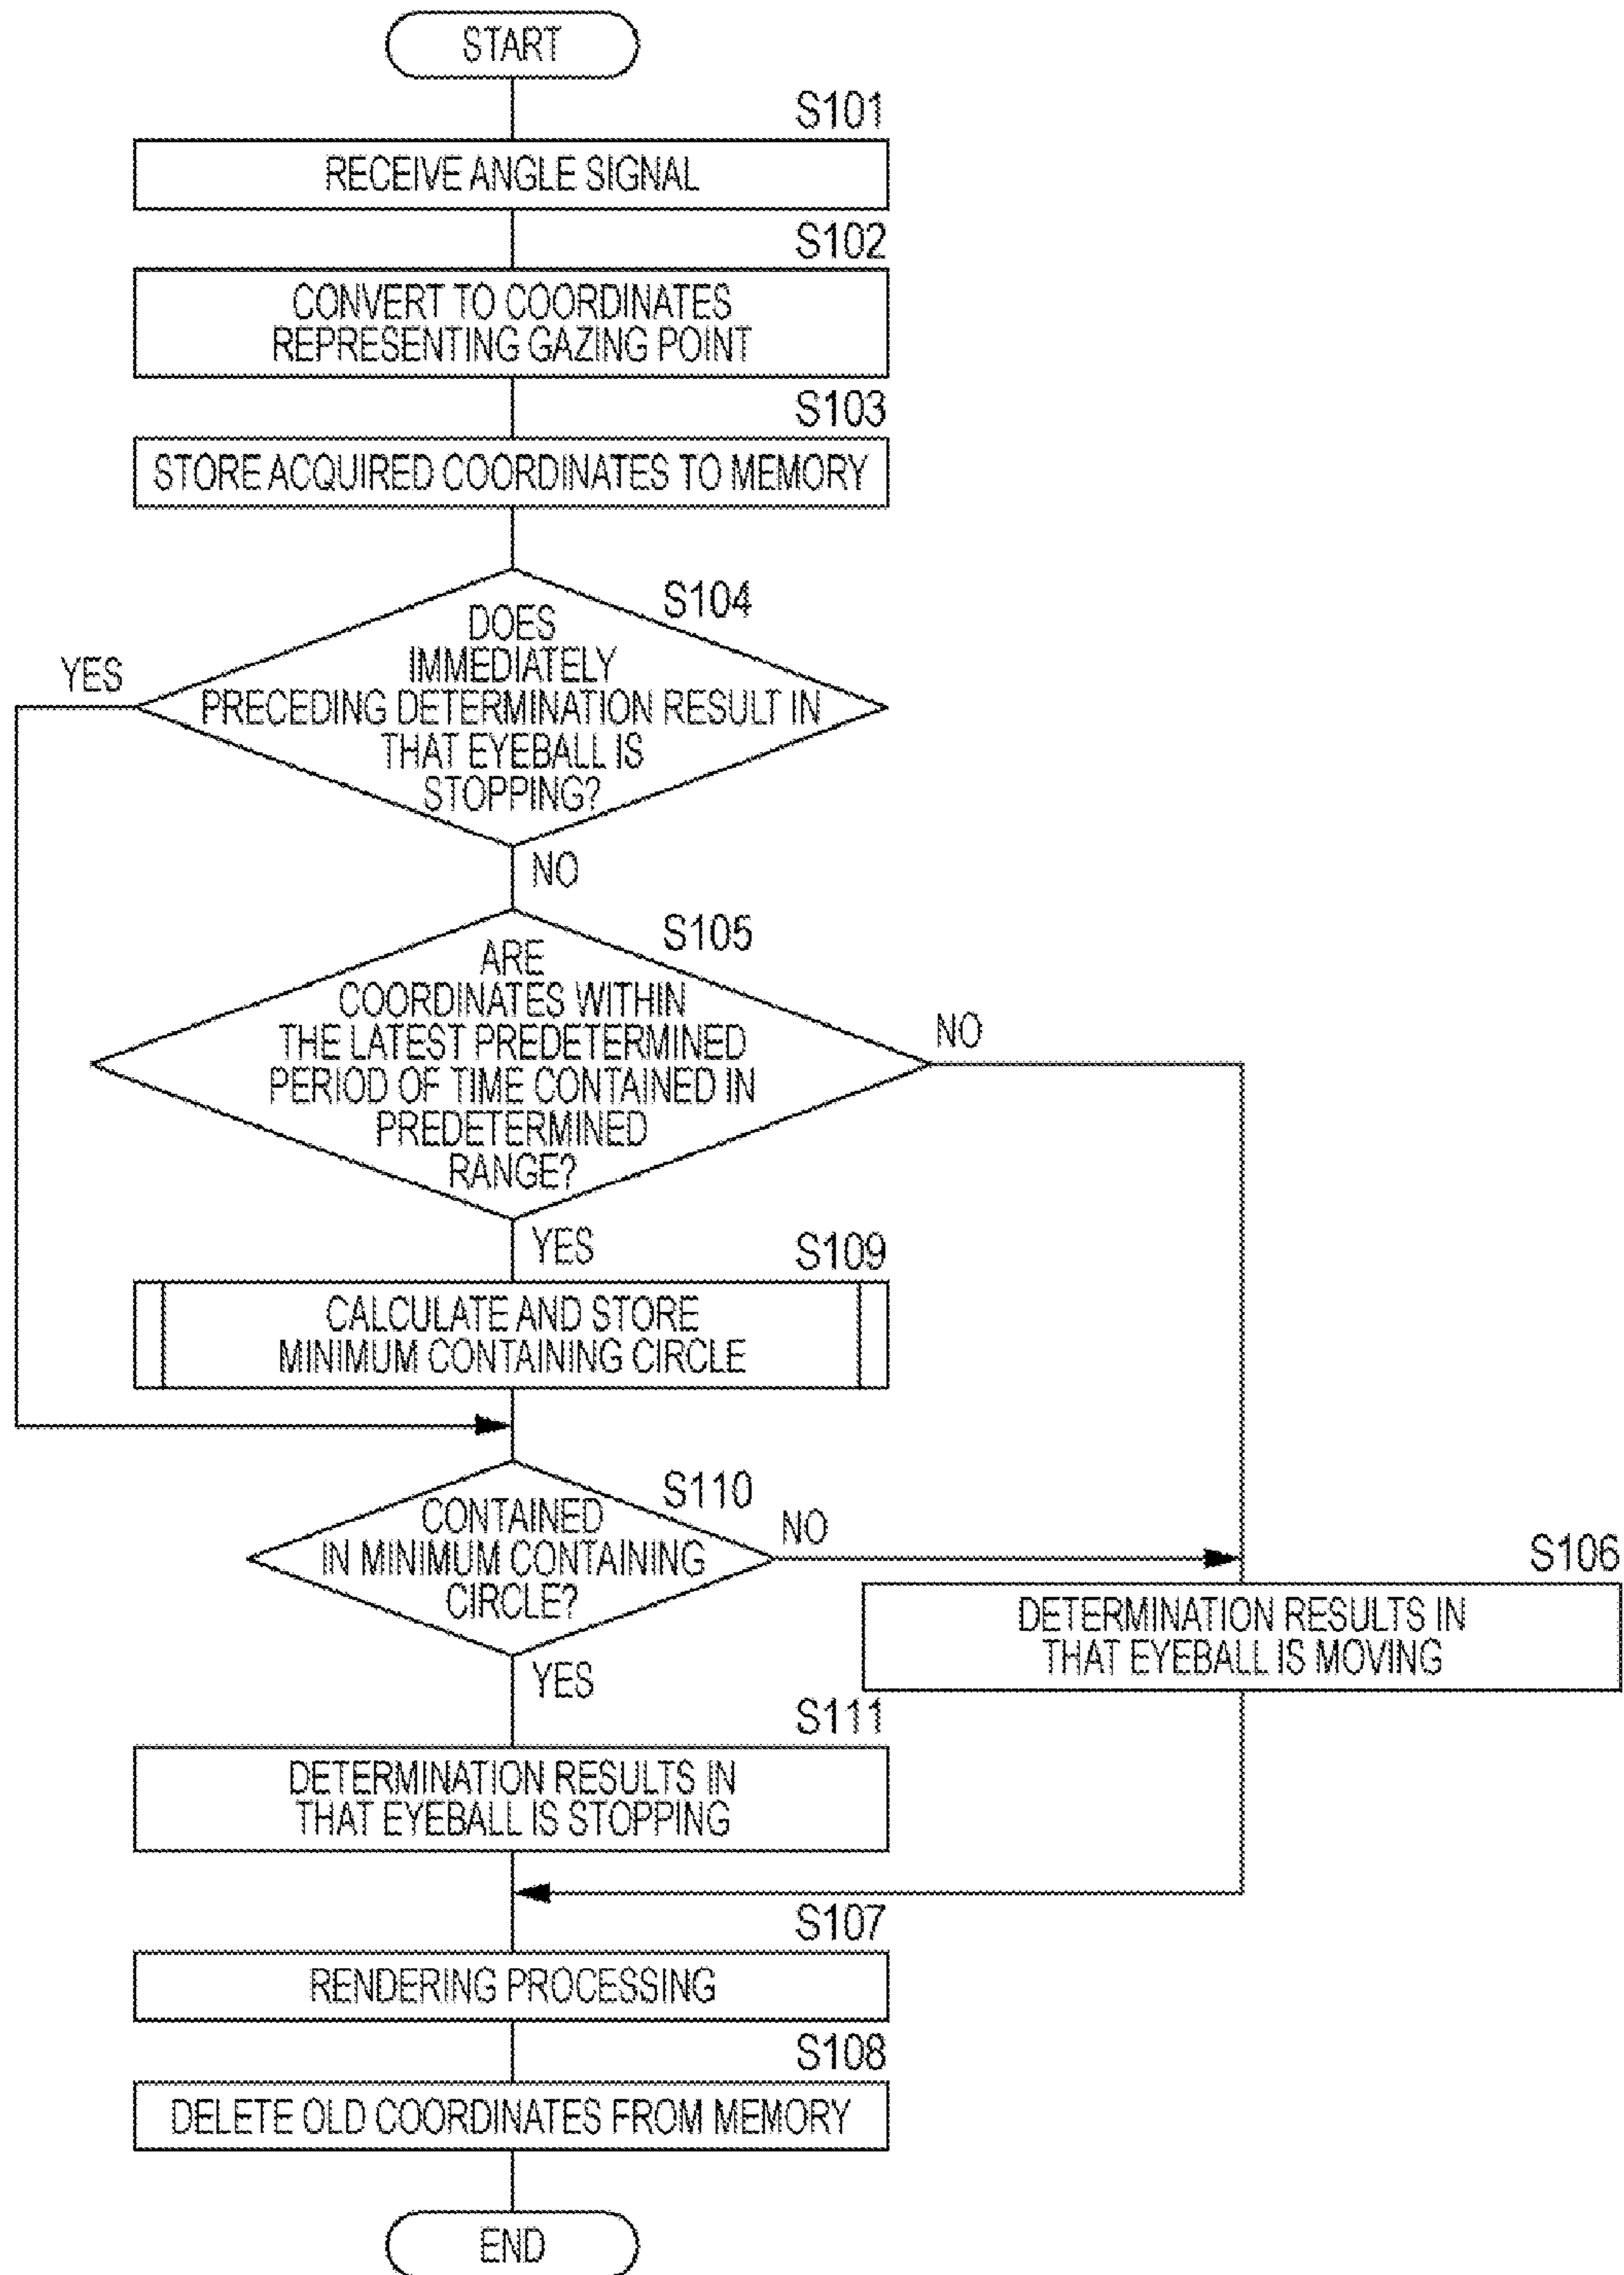 START
S101
RECEIVE ANGLE SIGNAL
S102
CONVERT TO COORDINATES
REPRESENTING GAZING POINT
S103
STORE ACQUIRED COORDINATES TO MEMORY
S104
DOES
IMMEDIATELY
PRECEDING DETERMINATION RESULT IN
THAT EYEBALL IS
STOPPING?
YES
NO
S105
ARE
COORDINATES WITHIN
THE LATEST PREDETERMINED
PERIOD OF TIME CONTAINED IN
PREDETERMINED
RANGE?
NO
YES
S109
CALCULATE AND STORE
MINIMUM CONTAINING CIRCLE
S110
CONTAINED
IN MINIMUM CONTAINING
CIRCLE?
NO
YES
S106
DETERMINATION RESULTS IN
THAT EYEBALL IS MOVING
S111
DETERMINATION RESULTS IN
THAT EYEBALL IS STOPPING
S107
RENDERING PROCESSING
S108
DELETE OLD COORDINATES FROM MEMORY
END